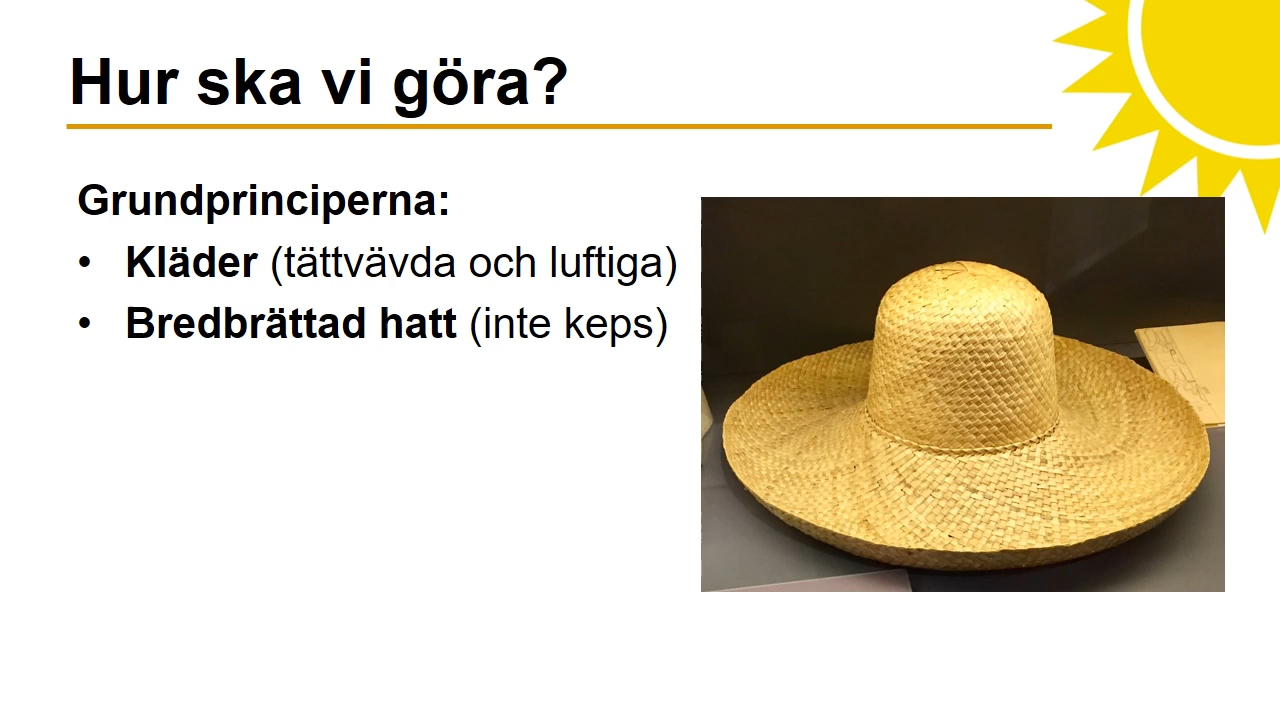 Hur ska vi göra?
Grundprinciperna:
• Kläder (tättvävda och luftiga)
• Bredbrättad hatt (inte keps)